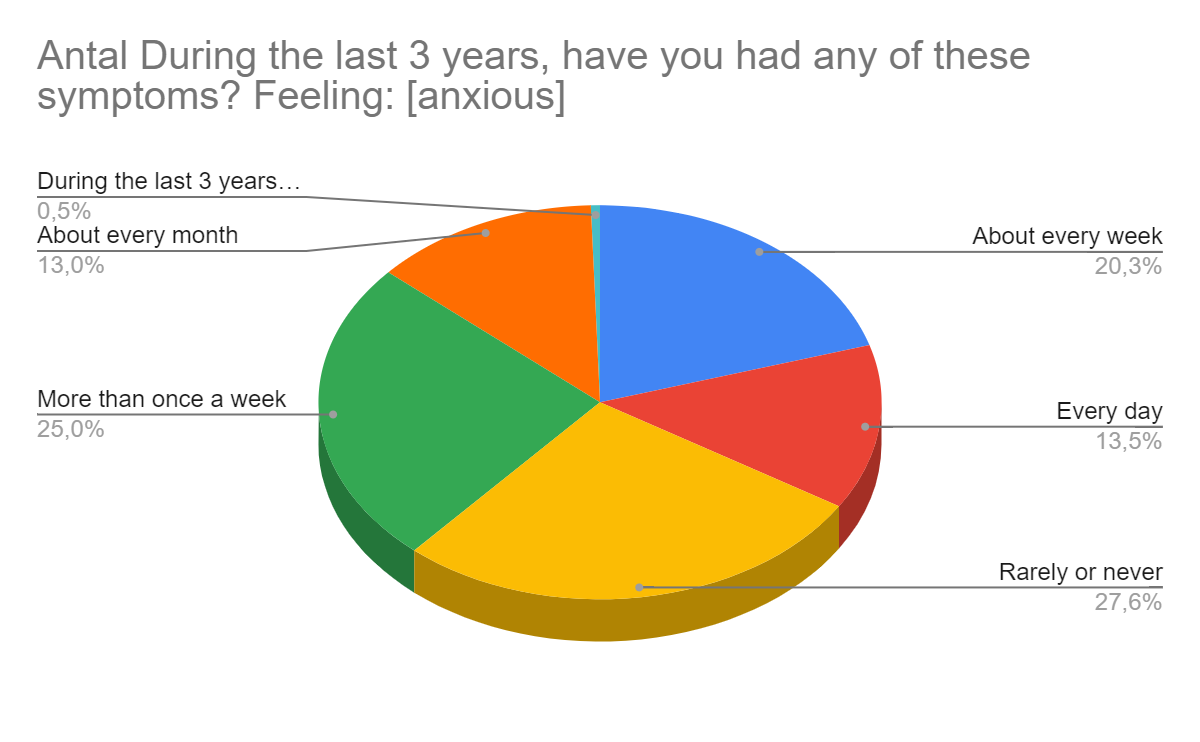 Antal During the last 3 years, have you had any of these
symptoms? Feeling: [anxious]
During the last 3 years…
0,5%
About every month
13,0%
More than once a week
25,0%
About every week
20,3%
Every day
13,5%
Rarely or never
27,6%